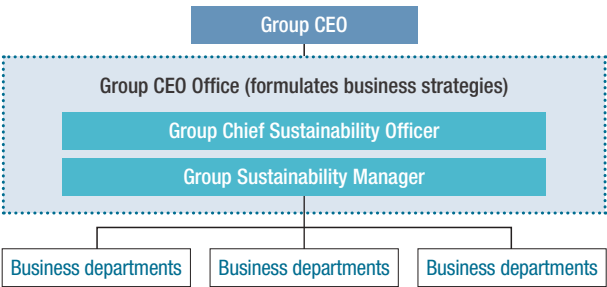 Group CEO
Group CEO Office (formulates business strategies)
Group Chief Sustainability Officer
Group Sustainability Manager
Business departments
Business departments
Business departments